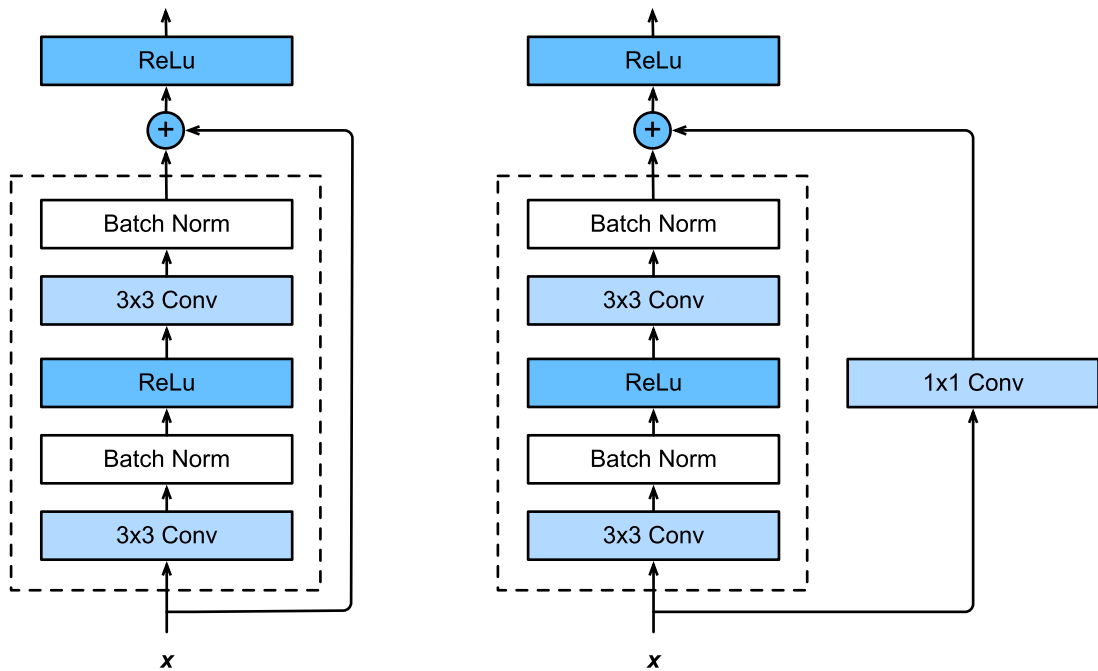 ReLu
+
Batch Norm
3x3 Conv
ReLu
Batch Norm
3x3 Conv
x
ReLu
+
Batch Norm
3x3 Conv
ReLu
Batch Norm
3x3 Conv
1x1 Conv
x